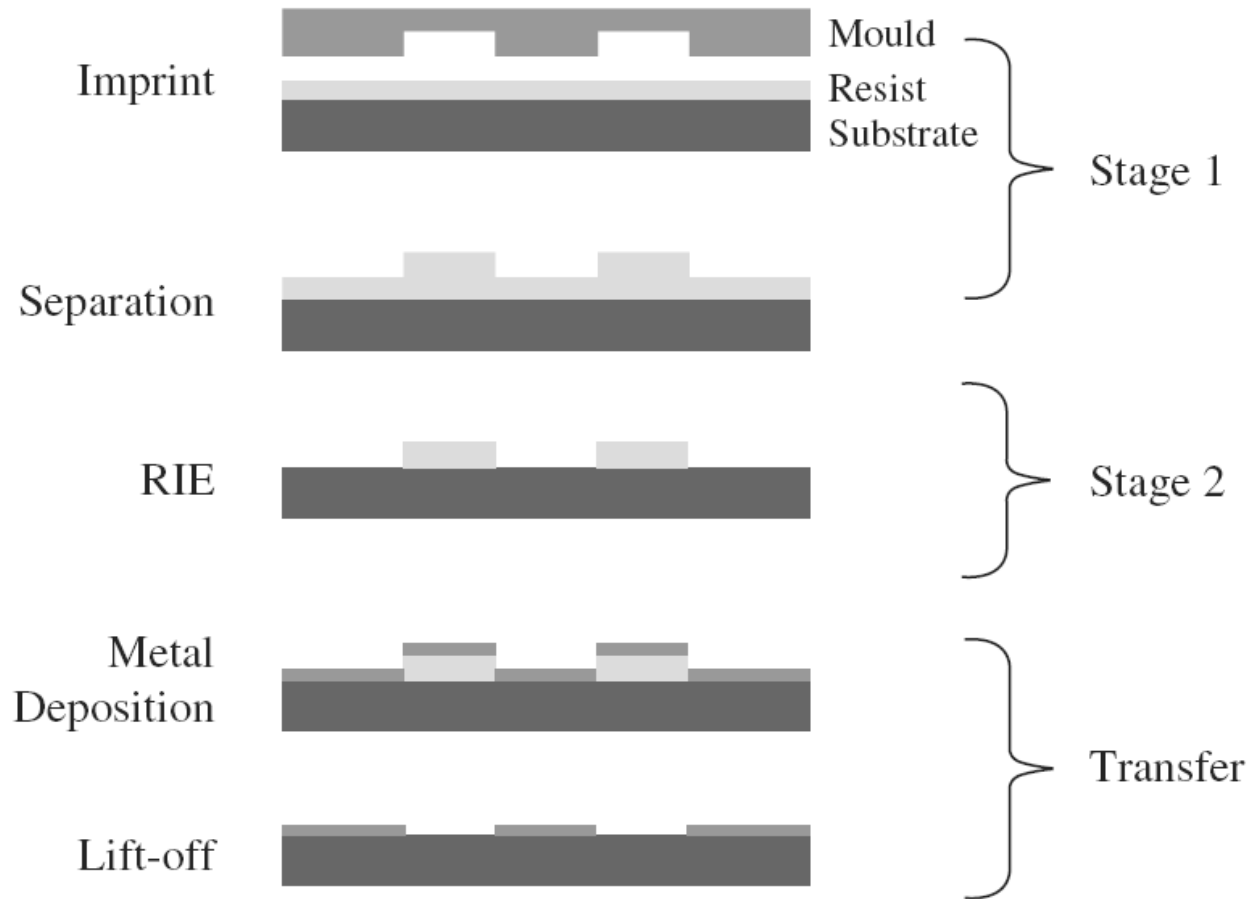 Imprint
Mould
Resist
Substrate
Stage 1
Separation
RIE
Stage 2
Metal
Deposition
Transfer
Lift-off